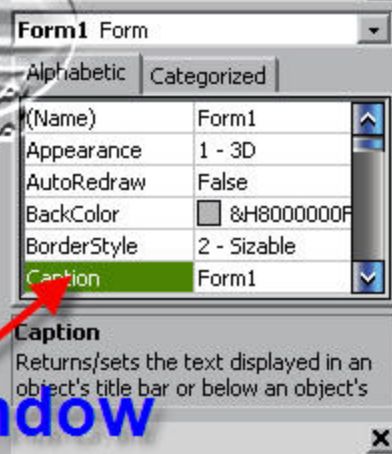 Form1 Form
Alphabetic Categorized
(Name) Form1
Appearance 1 - 3D
AutoRedraw False
BackColor &H8000000F
BorderStyle 2 - Sizable
Caption Form1
Caption
Returns/sets the text displayed in an
object's title bar or below an object's
ndow